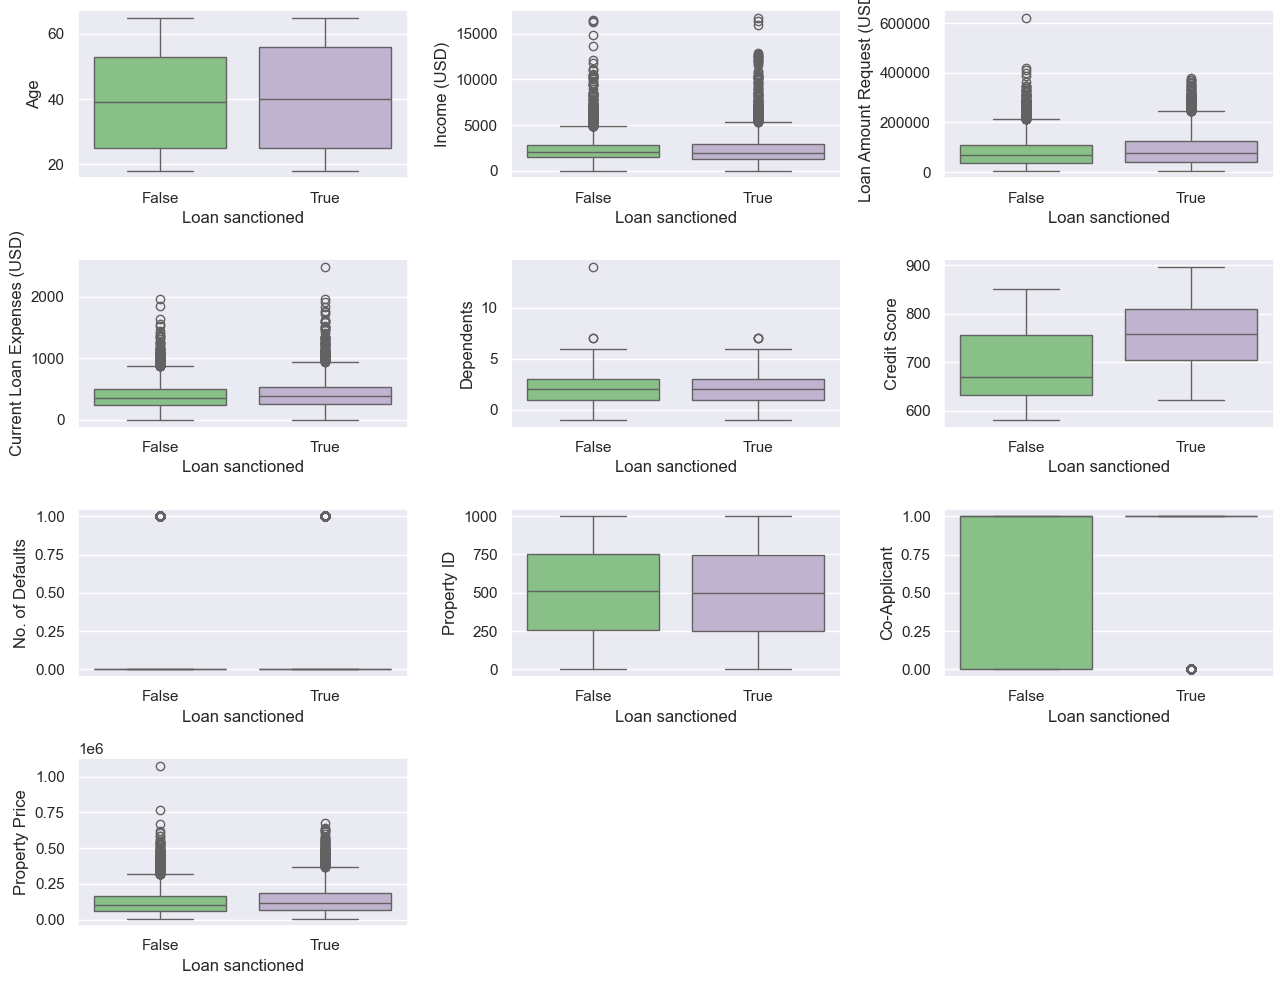 60
40
20
Age
False
True
Loan sanctioned
15000
10000
5000
0
Income (USD)
False
True
Loan sanctioned
600000
400000
200000
0
Loan Amount Request (USD
False
True
Loan sanctioned
2000
1000
0
Current Loan Expenses (USD)
False
True
Loan sanctioned
10
5
0
Dependents
False
True
Loan sanctioned
900
800
700
600
Credit Score
False
True
Loan sanctioned
1.00
0.75
0.50
0.25
0.00
No. of Defaults
False
True
Loan sanctioned
1000
750
500
250
0
Property ID
False
True
Loan sanctioned
1.00
0.75
0.50
0.25
0.00
Co-Applicant
False
True
Loan sanctioned
1e6
1.00
0.75
0.50
0.25
0.00
Property Price
False
True
Loan sanctioned